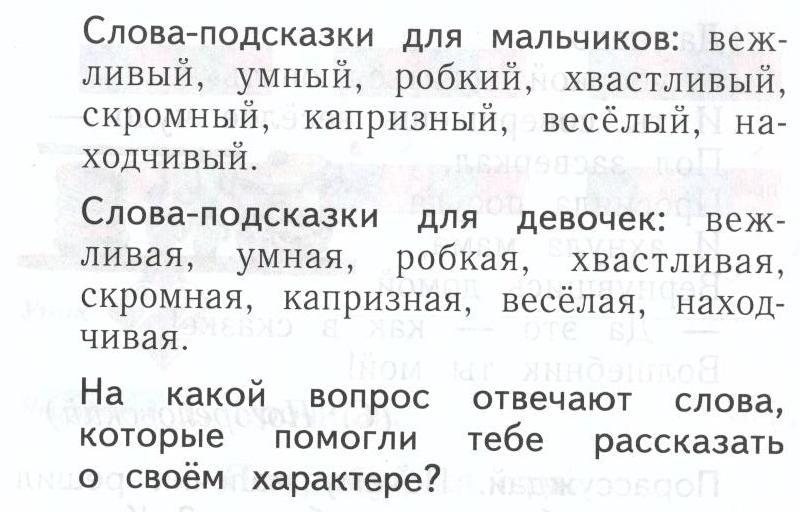 Слова-подсказки для мальчиков: веж-
ливый, умный, робкий, хвастливый,
скромный, капризный, весёлый, на-
ходчивый.
Слова-подсказки для девочек: веж-
ливая, умная, робкая, хвастливая,
скромная, капризная, весёлая, наход-
чивая.
На какой вопрос отвечают слова,
которые помогли тебе рассказать
о своём характере?